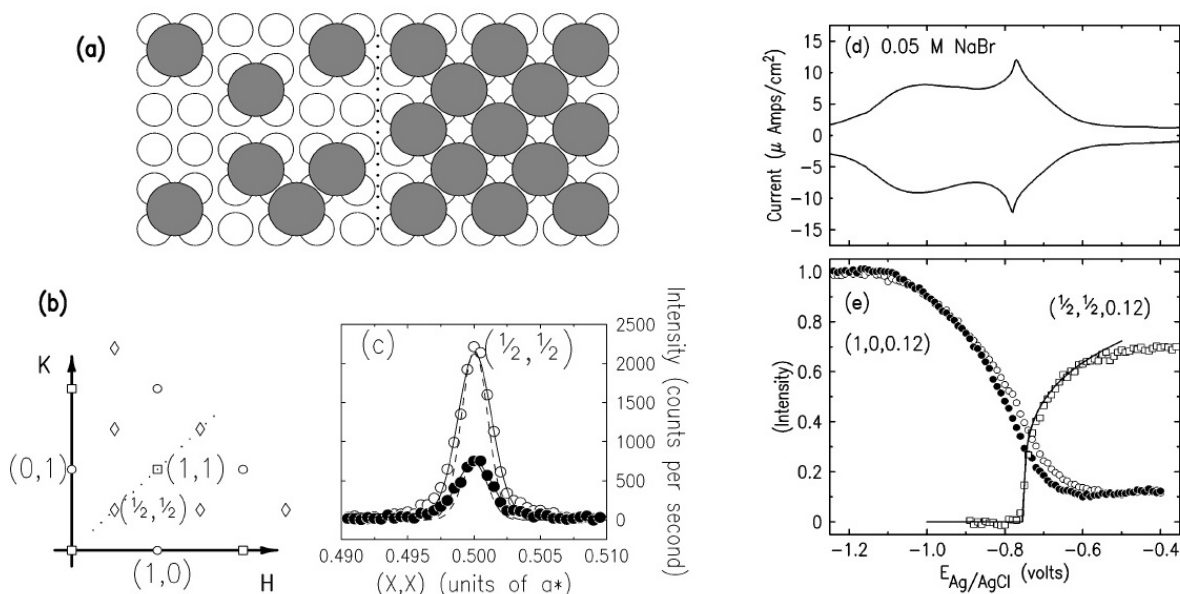 (a)
(b)
K
(0,1)
(1,1)
(½,½)
(1,0)
H
(c)
(½,½)
2500
2000
1500
1000
500
0
Intensity (counts per second)
0.490 0.495 0.500 0.505 0.510
(X,X) (units of a*)
(d) 0.05 M NaBr
15
10
5
0
-5
-10
-15
Current (μ Amps/cm2)
(e)
(½,½,0.12)
(1,0,0.12)
1.0
0.8
0.6
0.4
0.2
0
(Intensity)
-1.2 -1.0 -0.8 -0.6 -0.4
E Ag/AgCl (volts)